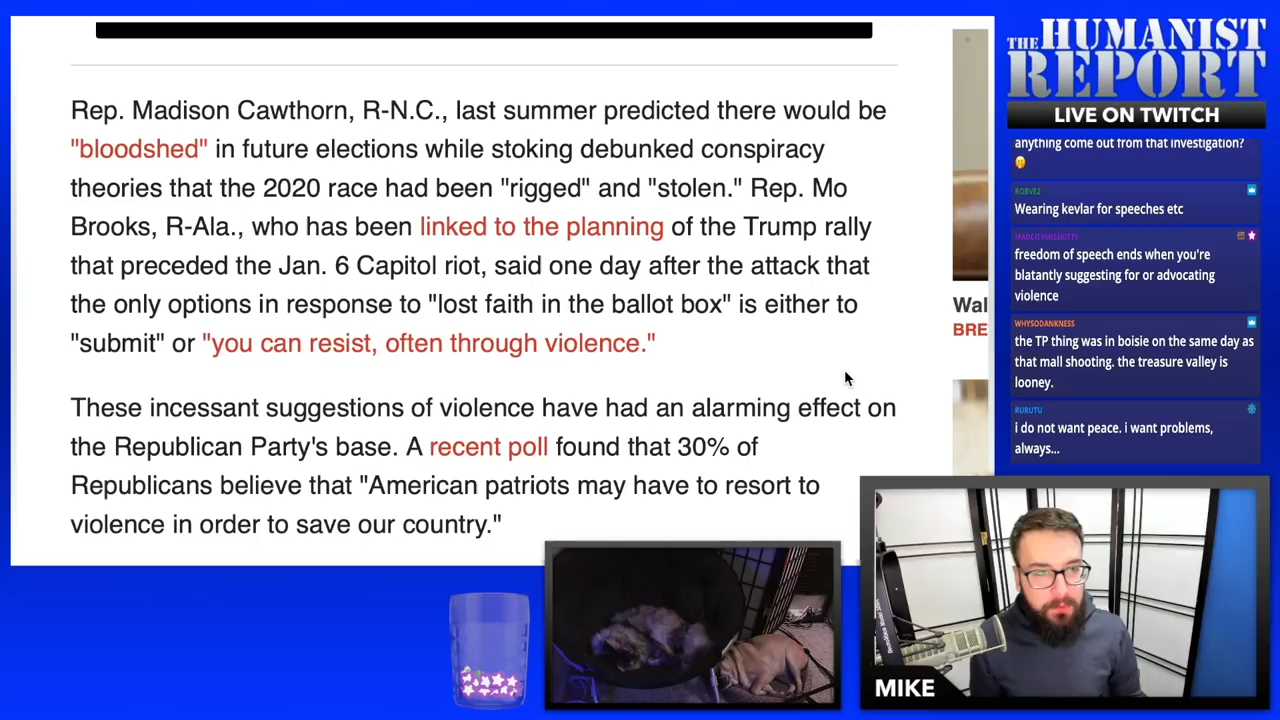 Rep. Madison Cawthorn, R-N.C., last summer predicted there would be
"bloodshed" in future elections while stoking debunked conspiracy
theories that the 2020 race had been "rigged" and "stolen." Rep. Mo
Brooks, R-Ala., who has been linked to the planning of the Trump rally
that preceded the Jan. 6 Capitol riot, said one day after the attack that
the only options in response to "lost faith in the ballot box" is either to
"submit" or "you can resist, often through violence."
These incessant suggestions of violence have had an alarming effect on
the Republican Party's base. A recent poll found that 30% of
Republicans believe that "American patriots may have to resort to
violence in order to save our country."
Wal
BRE
THE HUMANIST
REPORT
LIVE ON TWITCH
anything come out from that investigation?
ROBVE2
Wearing kevlar for speeches etc
MADCITYMISSKITTY
freedom of speech ends when you're
blatantly suggesting for or advocating
violence
WHYSODANKNESS
the TP thing was in boisie on the same day as
that mall shooting. the treasure valley is
looney.
RURUTU
i do not want peace. i want problems,
always...
MIKE